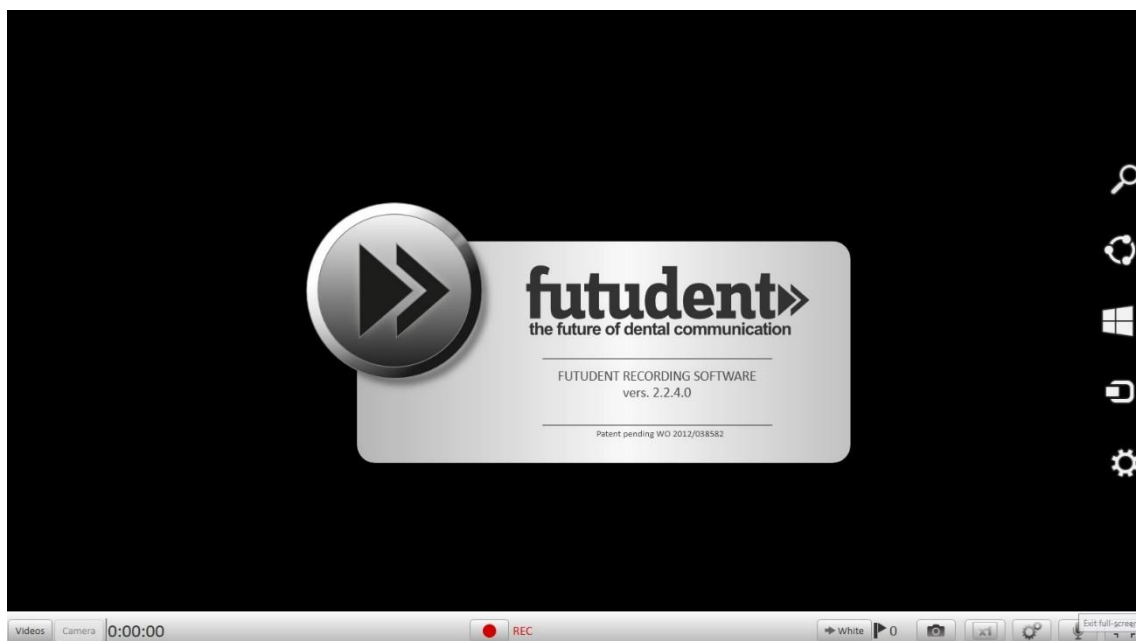 futudent
the future of dental communication
FUTUDENT RECORDING SOFTWARE
vers. 2.2.4.0
Patent pending WO 2012/038582
Videos Camera 0:00:00 REC White 0 x1 Exit full-screen